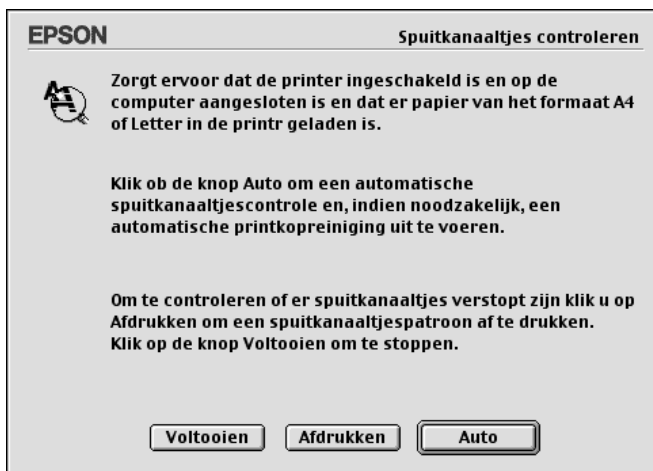 EPSON
Spuitkanaaltjes controleren
Zorgt ervoor dat de printer ingeschakeld is en op de
computer aangesloten is en dat er papier van het formaat A4
of Letter in de printr geladen is.
Klik ob de knop Auto om een automatische
spuitkanaaltjescontrole en, indien noodzakelijk, een
automatische printkopreiniging uit te voeren.
Om te controleren of er spuitkanaaltjes verstopt zijn klik u op
Afdrukken om een spuitkanaaltjespatroon af te drukken.
Klik op de knop Voltooien om te stoppen.
Voltooien Afdrukken Auto